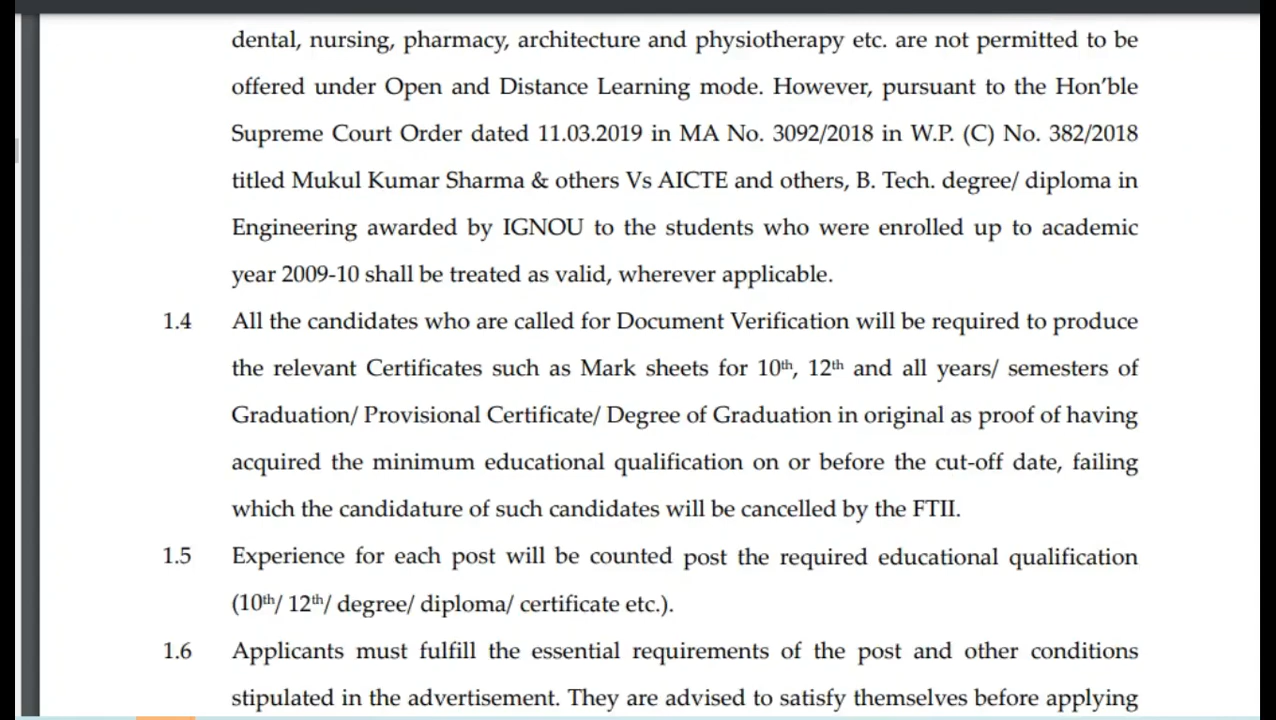 dental, nursing, pharmacy, architecture and physiotherapy etc. are not permitted to be
offered under Open and Distance Learning mode. However, pursuant to the Hon’ble
Supreme Court Order dated 11.03.2019 in MA No. 3092/2018 in W.P. (C) No. 382/2018
titled Mukul Kumar Sharma & others Vs AICTE and others, B. Tech. degree/ diploma in
Engineering awarded by IGNOU to the students who were enrolled up to academic
year 2009-10 shall be treated as valid, wherever applicable.
1.4 All the candidates who are called for Document Verification will be required to produce
the relevant Certificates such as Mark sheets for 10th, 12th and all years/ semesters of
Graduation/ Provisional Certificate/ Degree of Graduation in original as proof of having
acquired the minimum educational qualification on or before the cut-off date, failing
which the candidature of such candidates will be cancelled by the FTII.
1.5 Experience for each post will be counted post the required educational qualification
(10th/ 12th/ degree/ diploma/ certificate etc.).
1.6 Applicants must fulfill the essential requirements of the post and other conditions
stipulated in the advertisement. They are advised to satisfy themselves before applying